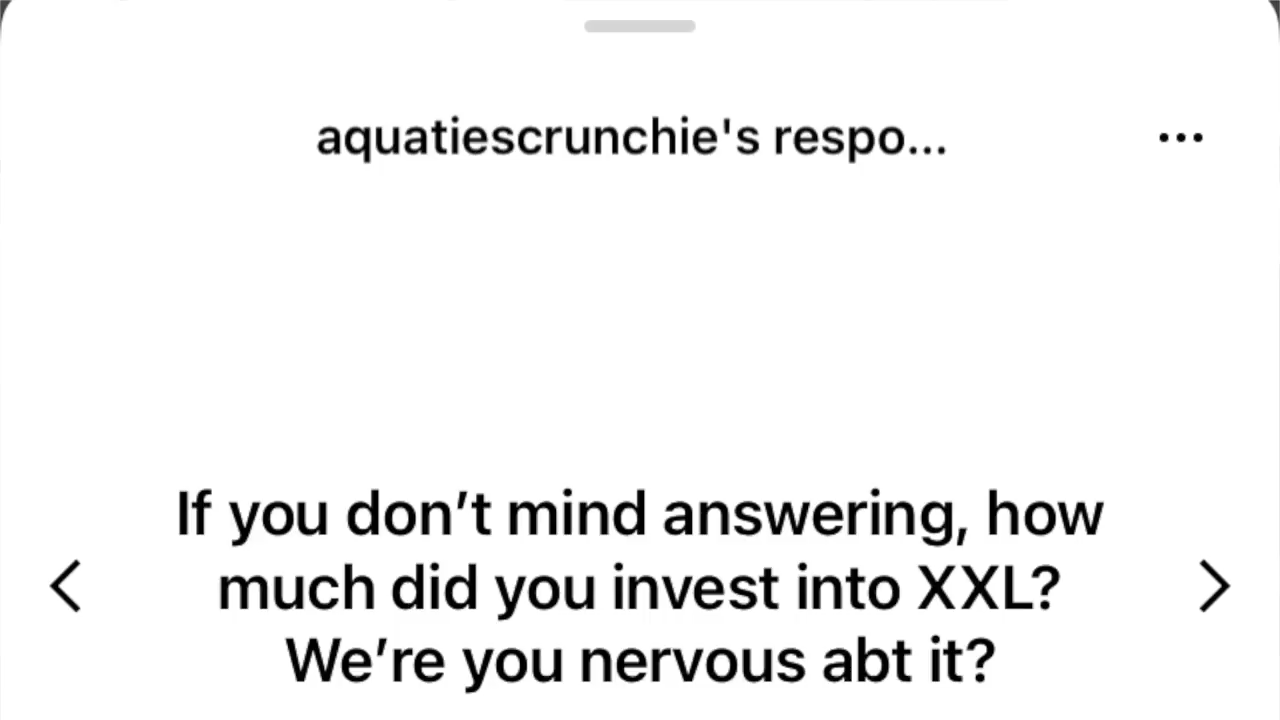 aquatiescrunchie's respo...
If you don’t mind answering, how
much did you invest into XXL?
We’re you nervous abt it?